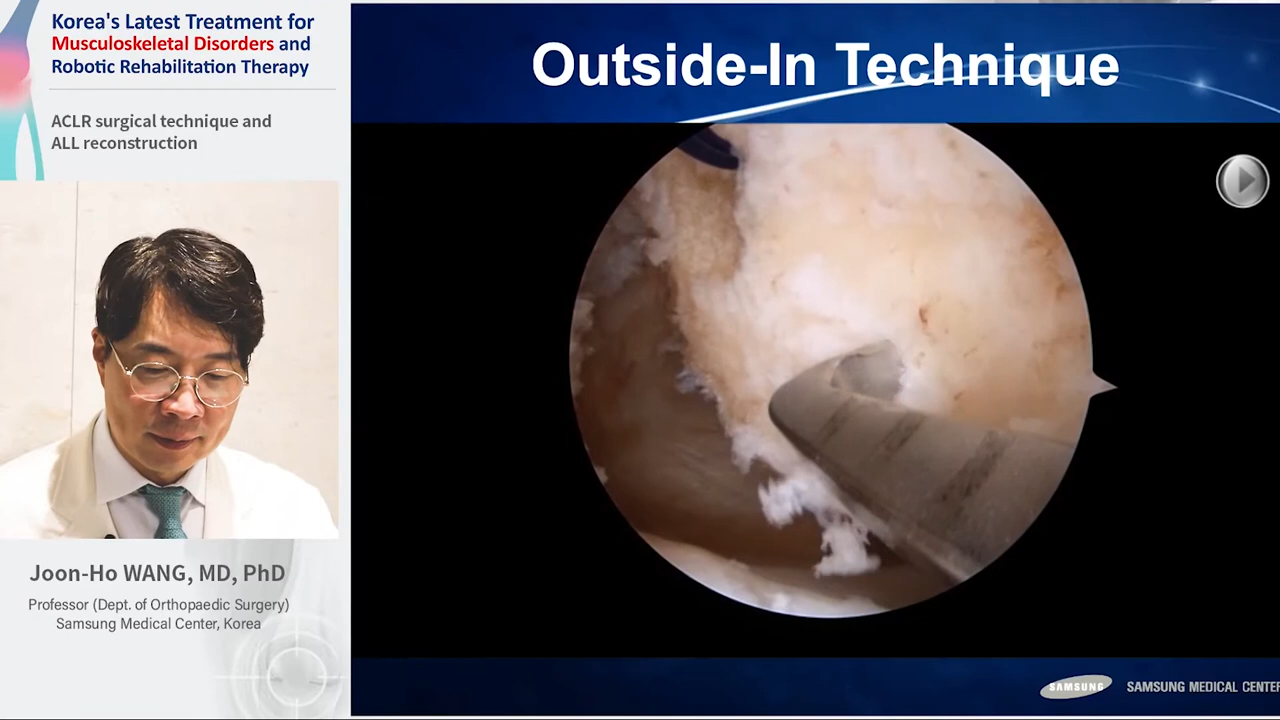 Korea's Latest Treatment for
Musculoskeletal Disorders and
Robotic Rehabilitation Therapy
ACLR surgical technique and
ALL reconstruction
Joon-Ho WANG, MD, PhD
Professor (Dept. of Orthopaedic Surgery)
Samsung Medical Center, Korea
Outside-In Technique
SAMSUNG SAMSUNG MEDICAL CENTER